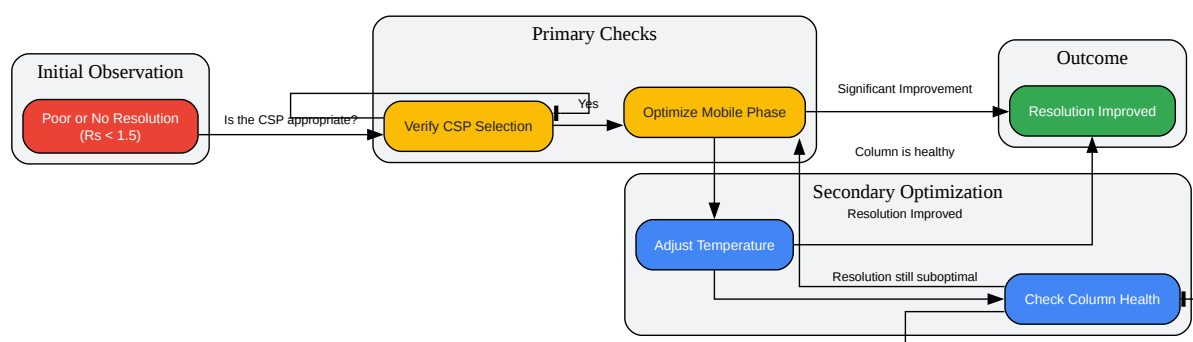 Primary Checks
Initial Observation
Outcome
Poor or No Resolution
(Rs < 1.5)
Is the CSP appropriate?
Verify CSP Selection
Yes
Optimize Mobile Phase
Significant Improvement
Resolution Improved
Column is healthy
Secondary Optimization
Resolution Improved
Adjust Temperature
Resolution still suboptimal
Check Column Health